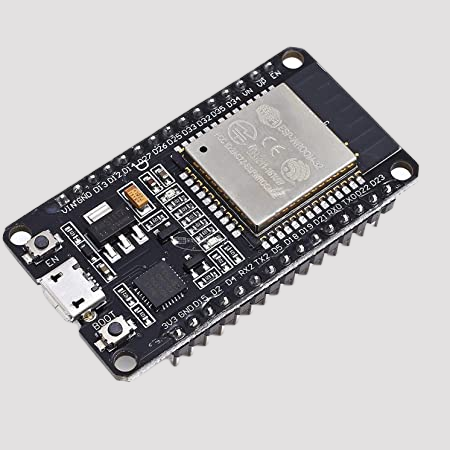 VIN GND D13 D12 D14 D27 D26 D25 D33 D32 D35 D34 VN VP EN
EN
BOOT
3V3 GND D15 D2 D4 RX2 TX2 D5 D18 D19 D21 RX0 TX0 D22 D23
CE